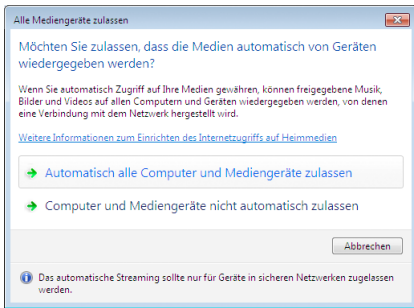 Alle Mediengeräte zulassen
Möchten Sie zulassen, dass die Medien automatisch von Geräten
wiedergegeben werden?
Wenn Sie automatisch Zugriff auf Ihre Medien gewähren, können freigegebene Musik,
Bilder und Videos auf allen Computern und Geräten wiedergegeben werden, von denen
eine Verbindung mit dem Netzwerk hergestellt wird.
Weitere Informationen zum Einrichten des Internetzugriffs auf Heimmedien
Automatisch alle Computer und Mediengeräte zulassen
Computer und Mediengeräte nicht automatisch zulassen
Abbrechen
Das automatische Streaming sollte nur für Geräte in sicheren Netzwerken zugelassen
werden.